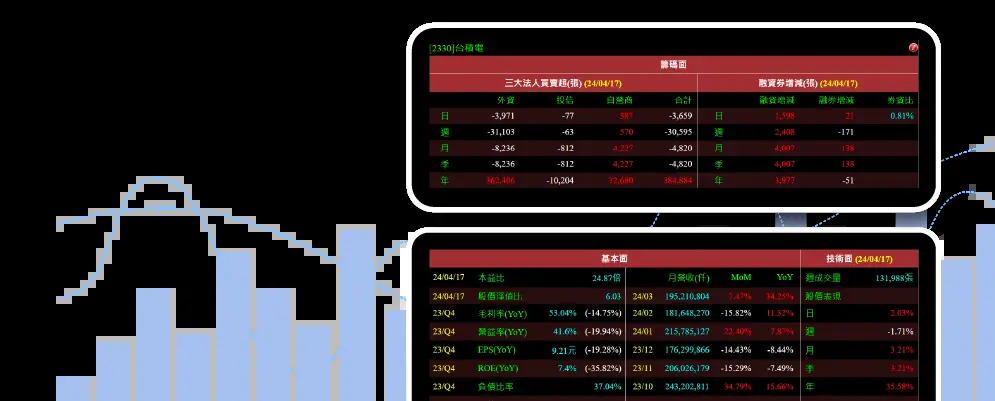 [2330]台積電
籌碼面
三大法人買賣超(張) (24/04/17) 融資券增減(張) (24/04/17)
外資 投信 自營商 合計 融資增減 融券增減 券資比
日 -3,971 -77 387 -3,659 日 1,598 21 0.81%
週 -31,103 -63 570 -30,595 週 2,408 -171
月 -8,236 -812 4,227 -4,820 月 4,007 138
季 -8,236 -812 4,227 -4,820 季 4,007 138
年 362,406 -10,204 32,680 384,884 年 3,977 -51
基本面 技術面 (24/04/17)
24/04/17 本益比 24.87倍 月營收(仟) MoM YoY 週成交量 131,988張
24/04/17 股價淨值比 6.03 24/03 195,210,804 7.47% 34.25% 股價表現
23/Q4 毛利率(YoY) 53.04% (-14.75%) 24/02 181,648,270 -15.82% 11.32% 日 2.03%
23/Q4 營益率(YoY) 41.6% (-19.94%) 24/01 215,785,127 22.40% 7.87% 週 -1.71%
23/Q4 EPS(YoY) 9.21元 (-19.28%) 23/12 176,299,866 -14.43% -8.44% 月 3.21%
23/Q4 ROE(YoY) 7.4% (-35.82%) 23/11 206,026,179 -15.29% -7.49% 季 3.21%
23/Q4 負債比率 37.04% 23/10 243,202,811 34.79% 15.66% 年 35.58%